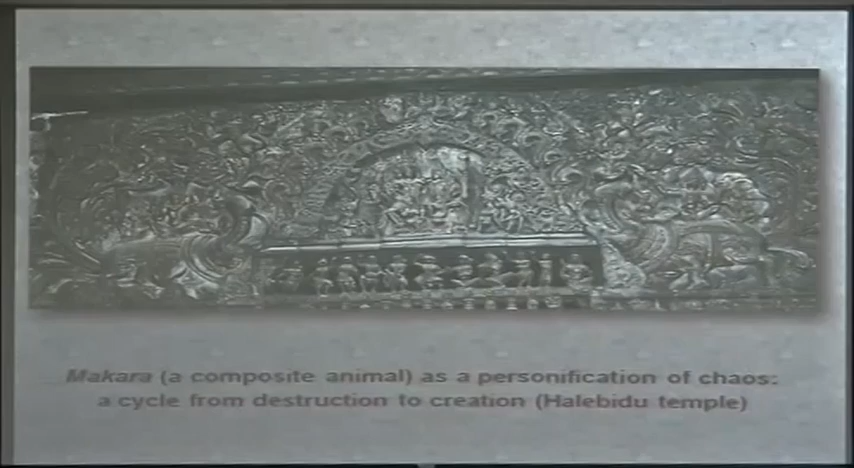 Makara (a composite animal) as a personification of chaos:
a cycle from destruction to creation (Halebidu temple)